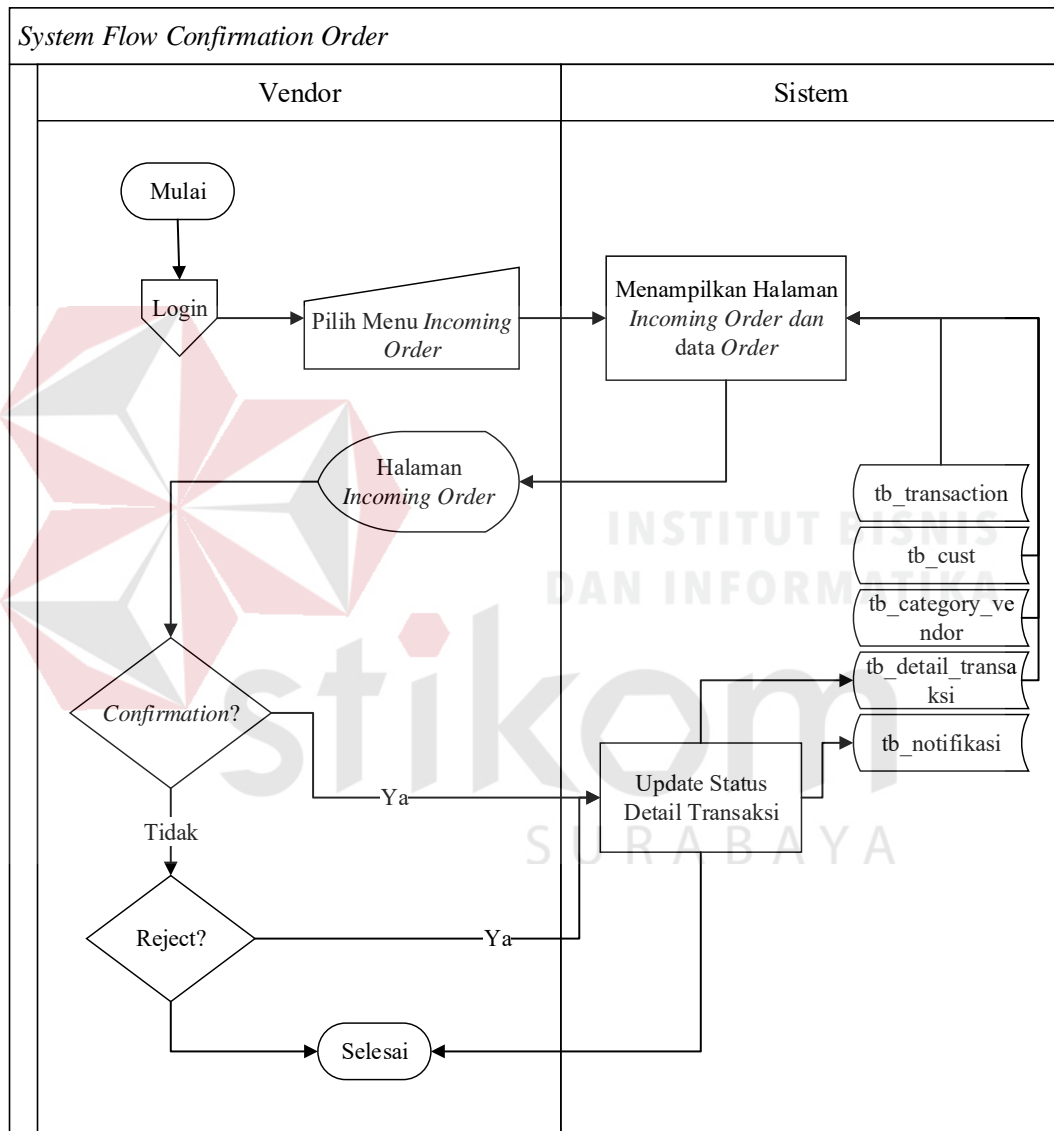 System Flow Confirmation Order
Vendor
Sistem
Mulai
Login
Pilih Menu Incoming
Order
Menampilkan Halaman
Incoming Order dan
data Order
Halaman
Incoming Order
tb_transaction
tb_cust
tb_category_ve
ndor
tb_detail_transa
ksi
tb_notifikasi
Confirmation?
Ya
Tidak
Update Status
Detail Transaksi
Reject?
Ya
Selesai
INSTITUT BISNIS
DAN INFORMATIKA
stikom
SURABAYA